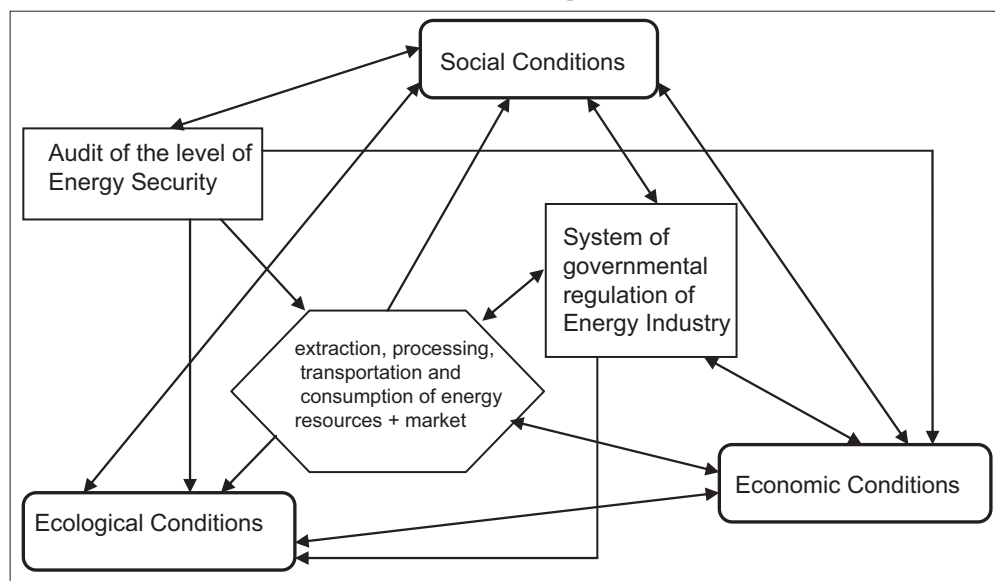 Social Conditions
Audit of the level of
Energy Security
System of
governmental
regulation of
Energy Industry
extraction, processing,
transportation and
consumption of energy
resources + market
Economic Conditions
Ecological Conditions